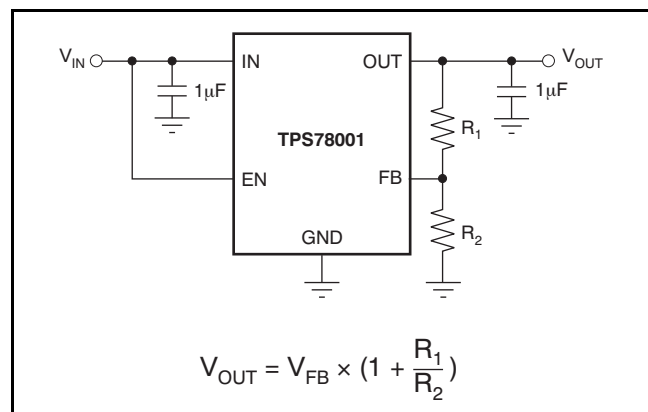 V_IN IN OUT V_OUT
1μF 1μF
R_1
TPS78001
EN FB
R_2
GND
V_OUT = V_FB × (1 + R_1/R_2)